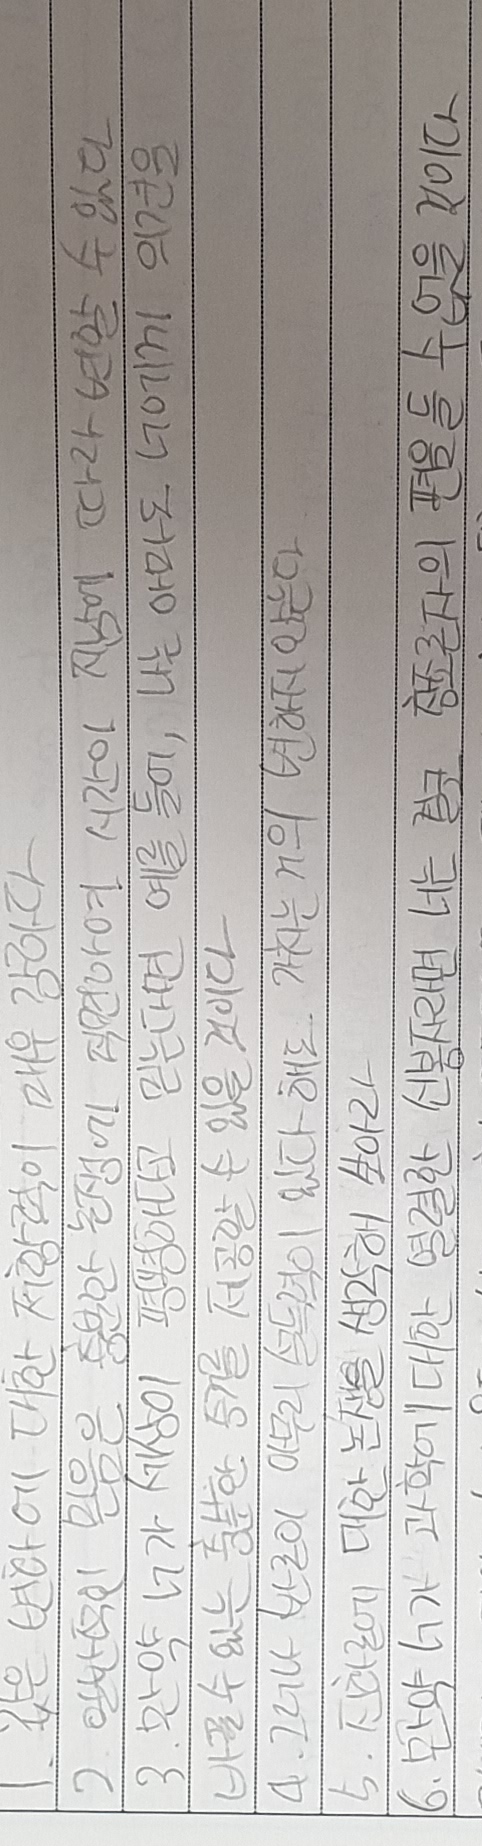 1. 값은 변화에 대한 저항력이 매우 강하다
2. 일반적인 믿음은 충분한 논쟁에 직면하여 시간이 지남에 따라 변할 수 있다
3. 만약 너가 세상이 평평하다고 믿는다면 예를 들어, 나는 아마도 너에게 의견을
바꿀 수 있는 충분한 증거를 제공할 수 있을 것이다
4. 그러나 반론이 아무리 설득력이 있다 해도 가치는 거의 변하지 않는다
5. 진화론에 대한 논쟁을 생각해 보아라
6. 만약 너가 과학에 대한 열렬한 신봉자라면 너는 결코 창조론자의 편을 들 수 없을 것이다